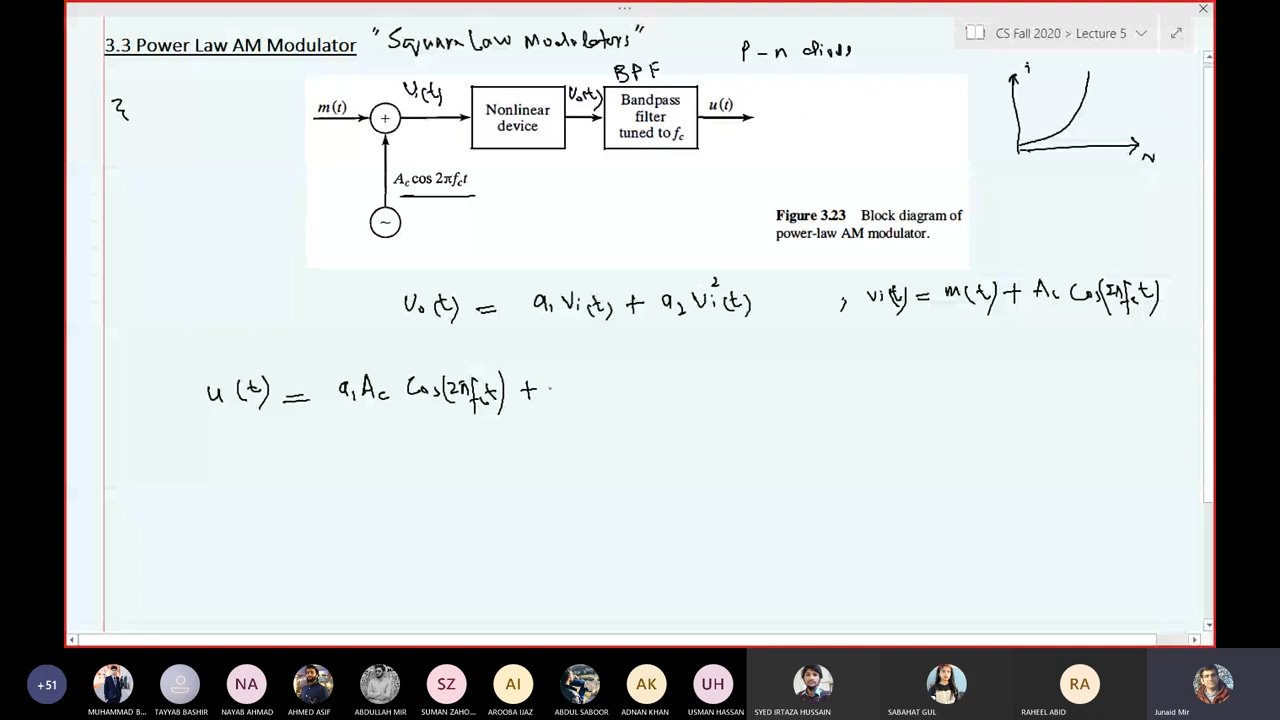 ...
CS Fall 2020 > Lecture 5
3.3 Power Law AM Modulator "Square Law Modulators"
P-n diode
i
v
BPF
m(t)
+
Vi(t)
Nonlinear device
Vo(t)
Bandpass filter tuned to fc
u(t)
Ac cos 2πfct
~
Figure 3.23 Block diagram of
power-law AM modulator.
Vo(t) = a1 Vi(t) + a2 Vi²(t) , vi(t) = m(t) + Ac Cos(2πfct)
u(t) = a1Ac Cos(2πfct) +
+51
MUHAMMAD B...
TAYYAB BASHIR
NA
NAYAB AHMAD
AHMED ASIF
ABDULLAH MIR
SZ
SUMAN ZAHO...
AI
AROOBA IJAZ
ABDUL SABOOR
AK
ADNAN KHAN
UH
USMAN HASSAN
SYED IRTAZA HUSSAIN
SABAHAT GUL
RA
RAHEEL ABID
Junaid Mir